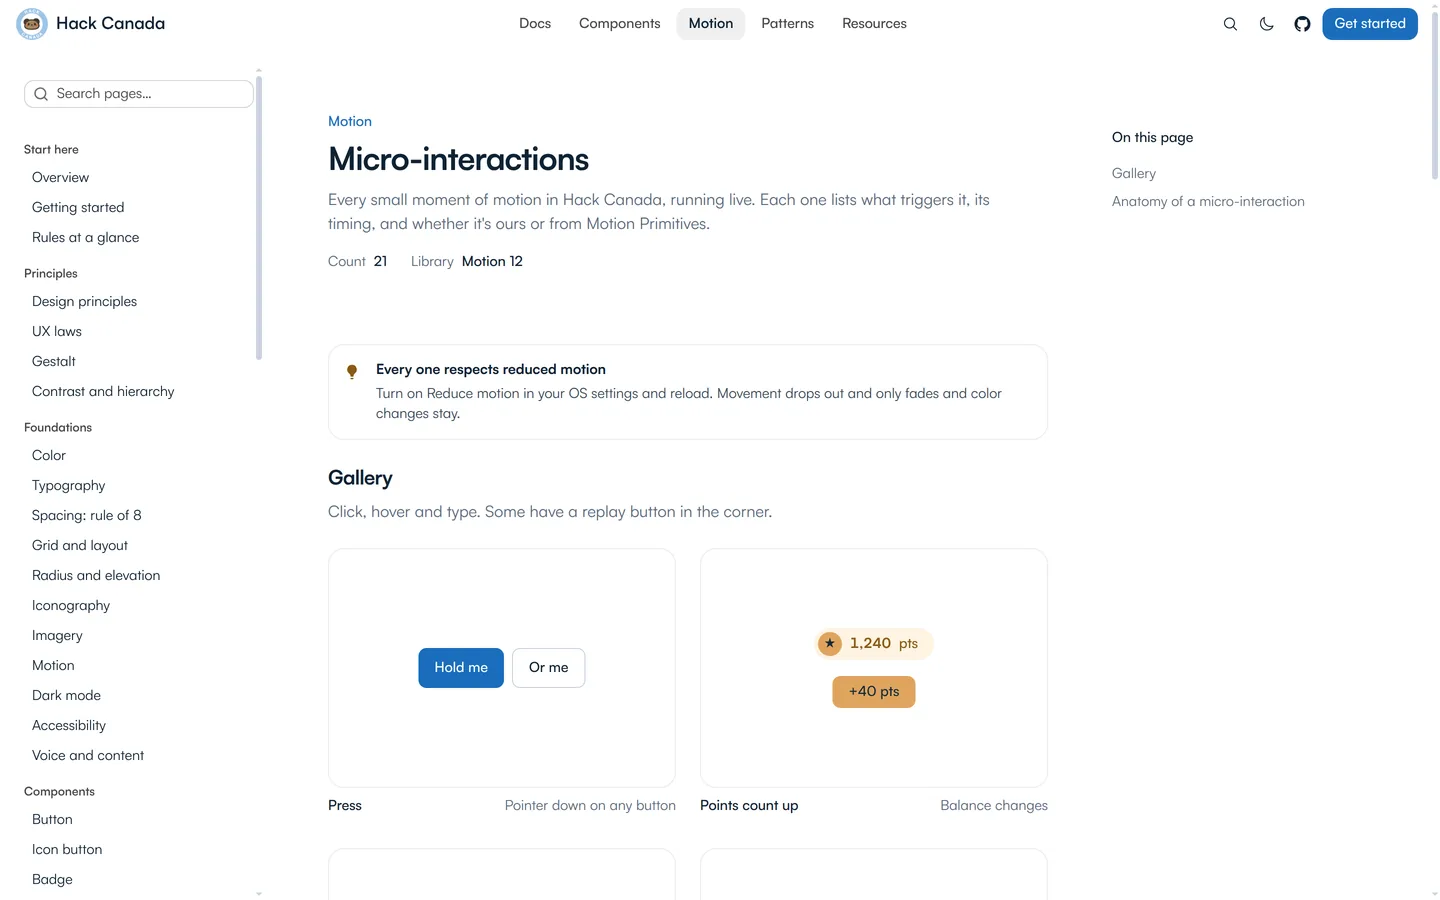 Hack Canada
Docs
Components
Motion
Patterns
Resources
Get started
Search pages...
Start here
Overview
Getting started
Rules at a glance
Principles
Design principles
UX laws
Gestalt
Contrast and hierarchy
Foundations
Color
Typography
Spacing: rule of 8
Grid and layout
Radius and elevation
Iconography
Imagery
Motion
Dark mode
Accessibility
Voice and content
Components
Button
Icon button
Badge
Motion
Micro-interactions
Every small moment of motion in Hack Canada, running live. Each one lists what triggers it, its
timing, and whether it's ours or from Motion Primitives.
Count 21 Library Motion 12
Every one respects reduced motion
Turn on Reduce motion in your OS settings and reload. Movement drops out and only fades and color
changes stay.
Gallery
Click, hover and type. Some have a replay button in the corner.
Hold me
Or me
Press
Pointer down on any button
1,240 pts
+40 pts
Points count up
Balance changes
On this page
Gallery
Anatomy of a micro-interaction